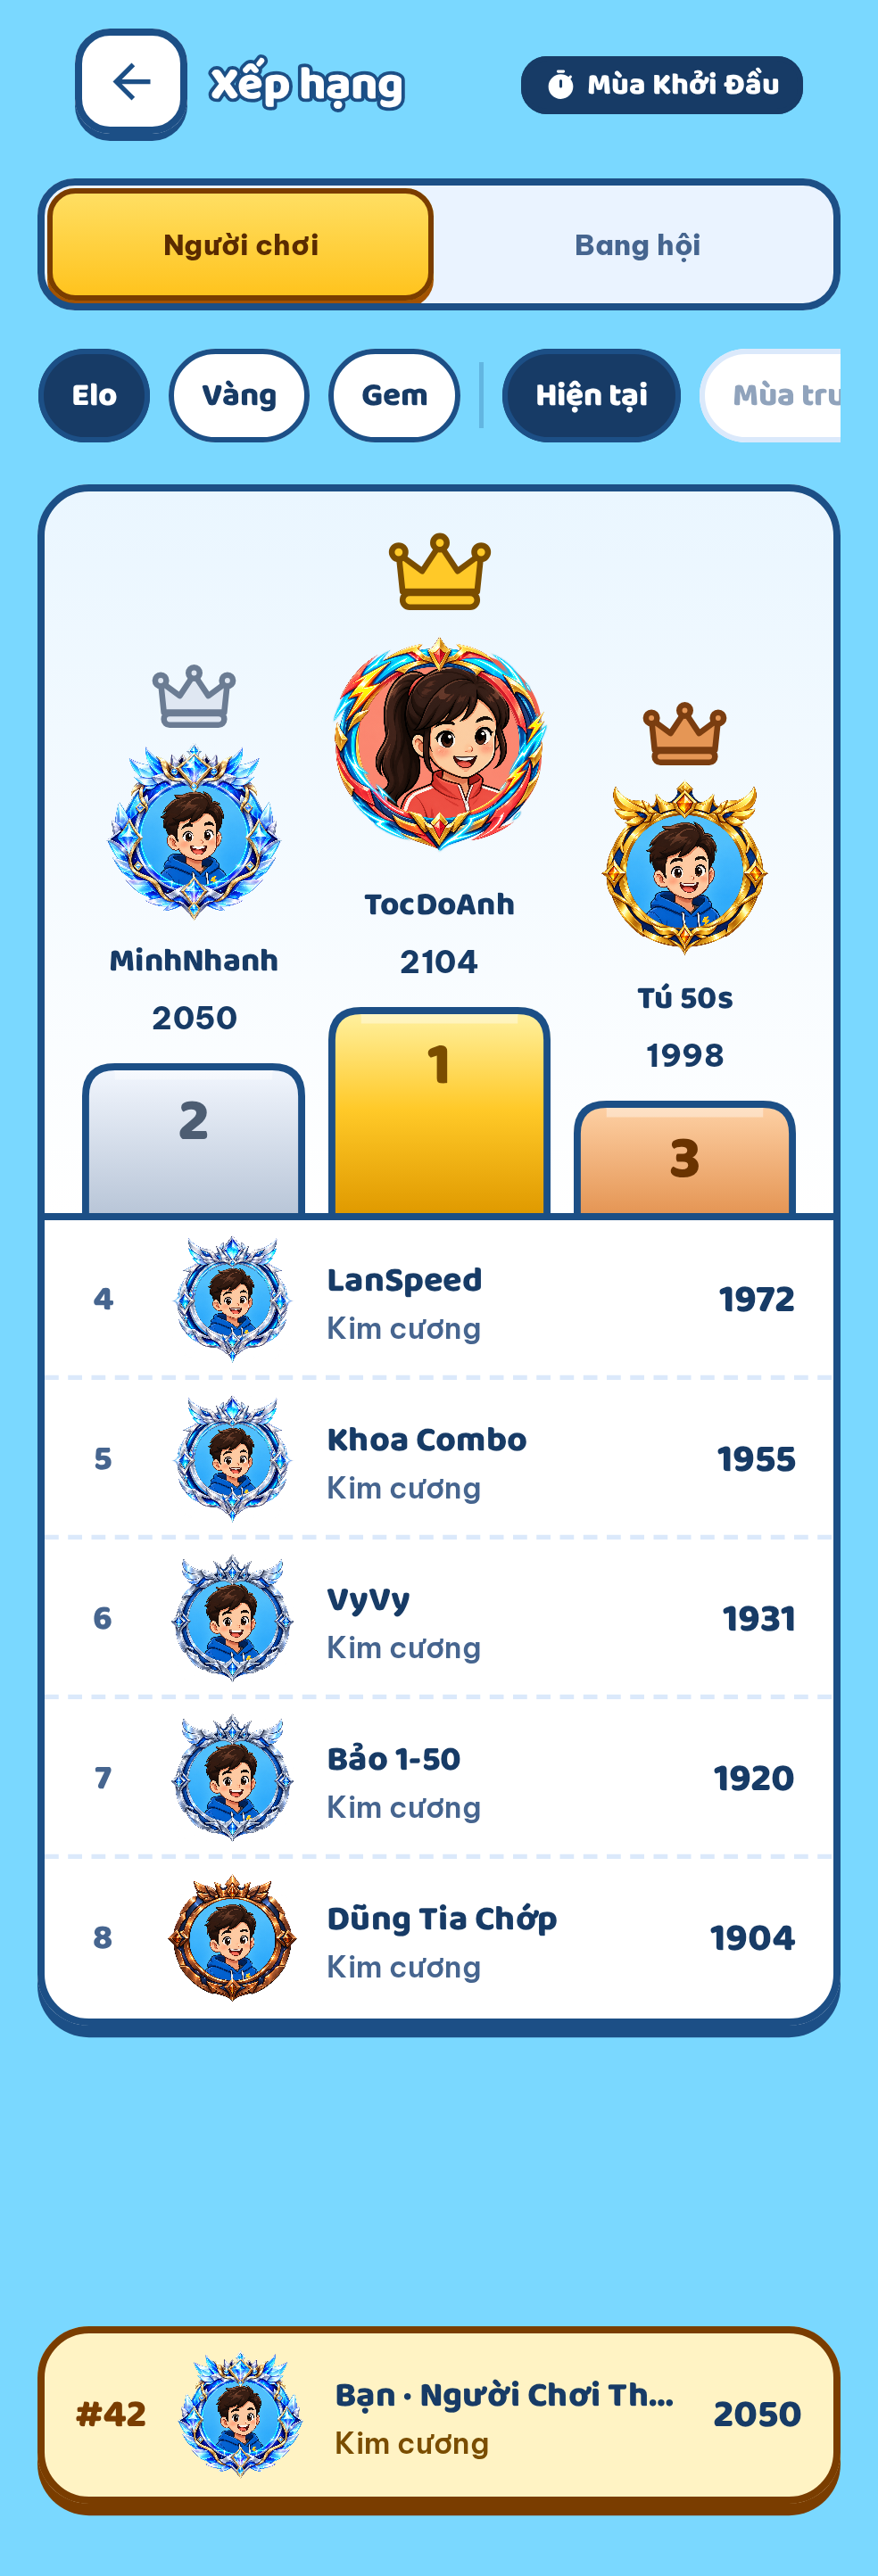 Xếp hạng
Mùa Khởi Đầu
Người chơi
Bang hội
Elo
Vàng
Gem
Hiện tại
Mùa
MinhNhanh
2050
2
TocDoAnh
2104
1
Tú 50s
1998
3
4
LanSpeed
Kim cương
1972
5
Khoa Combo
Kim cương
1955
6
VyVy
Kim cương
1931
7
Bảo 1-50
Kim cương
1920
8
Dũng Tia Chớp
Kim cương
1904
#42
Bạn · Người Chơi Th...
Kim cương
2050